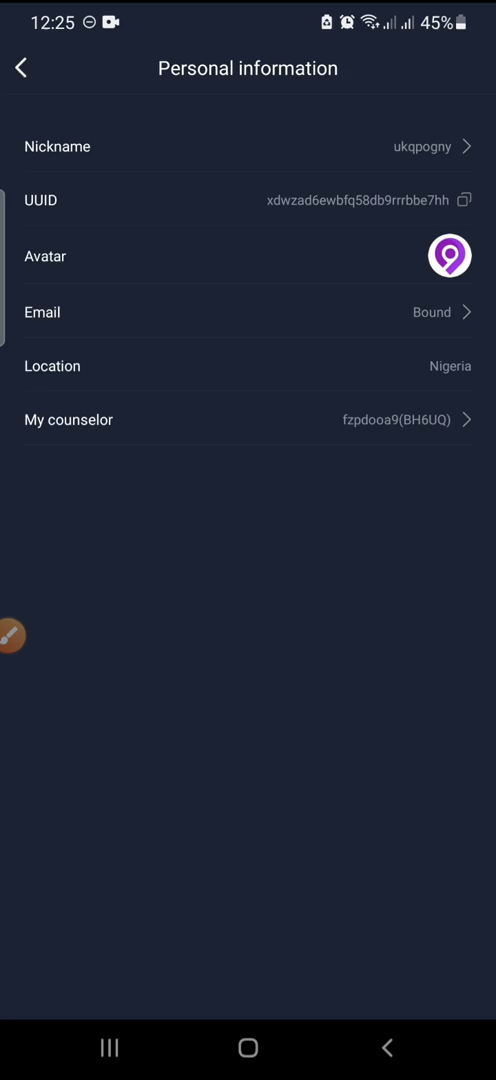 12:25 45%
Personal information
Nickname ukqpogny
UUID xdwzad6ewbfq58db9rrrbbe7hh
Avatar
Email Bound
Location Nigeria
My counselor fzpdooa9(BH6UQ)